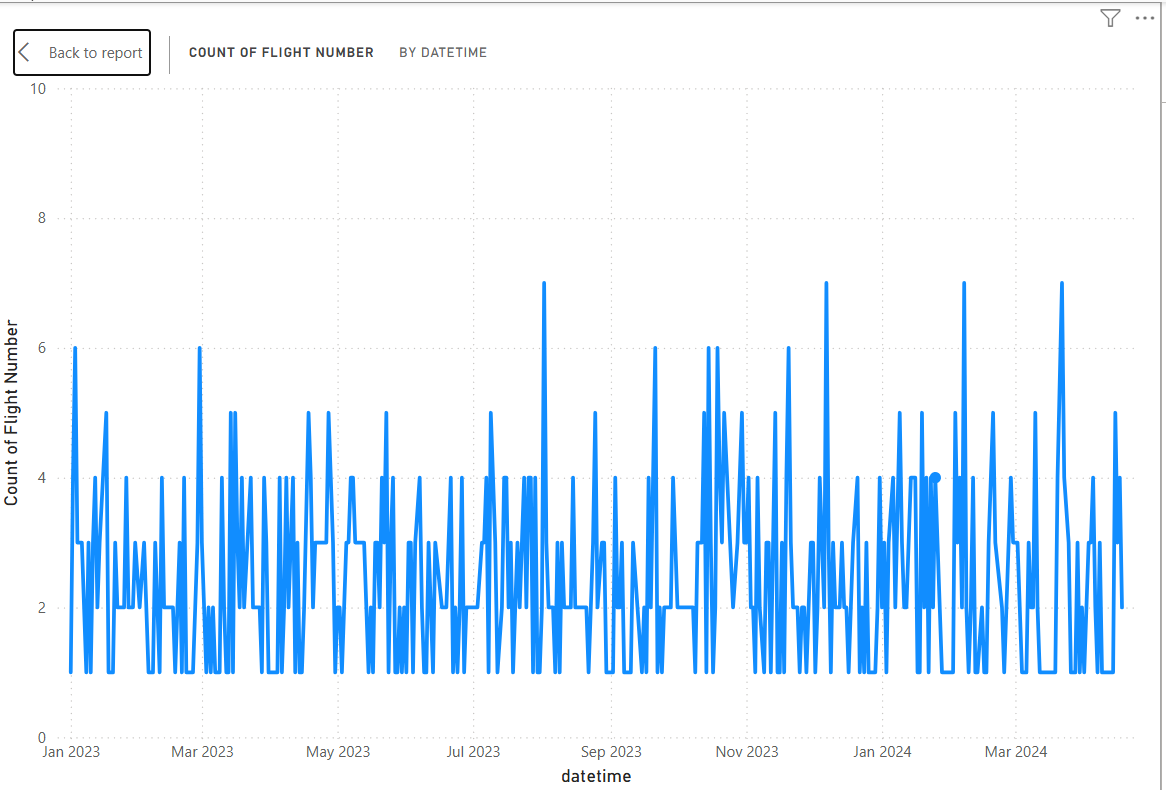 Back to report
COUNT OF FLIGHT NUMBER BY DATETIME
10
8
6
4
2
0
Count of Flight Number
Jan 2023 Mar 2023 May 2023 Jul 2023 Sep 2023 Nov 2023 Jan 2024 Mar 2024
datetime